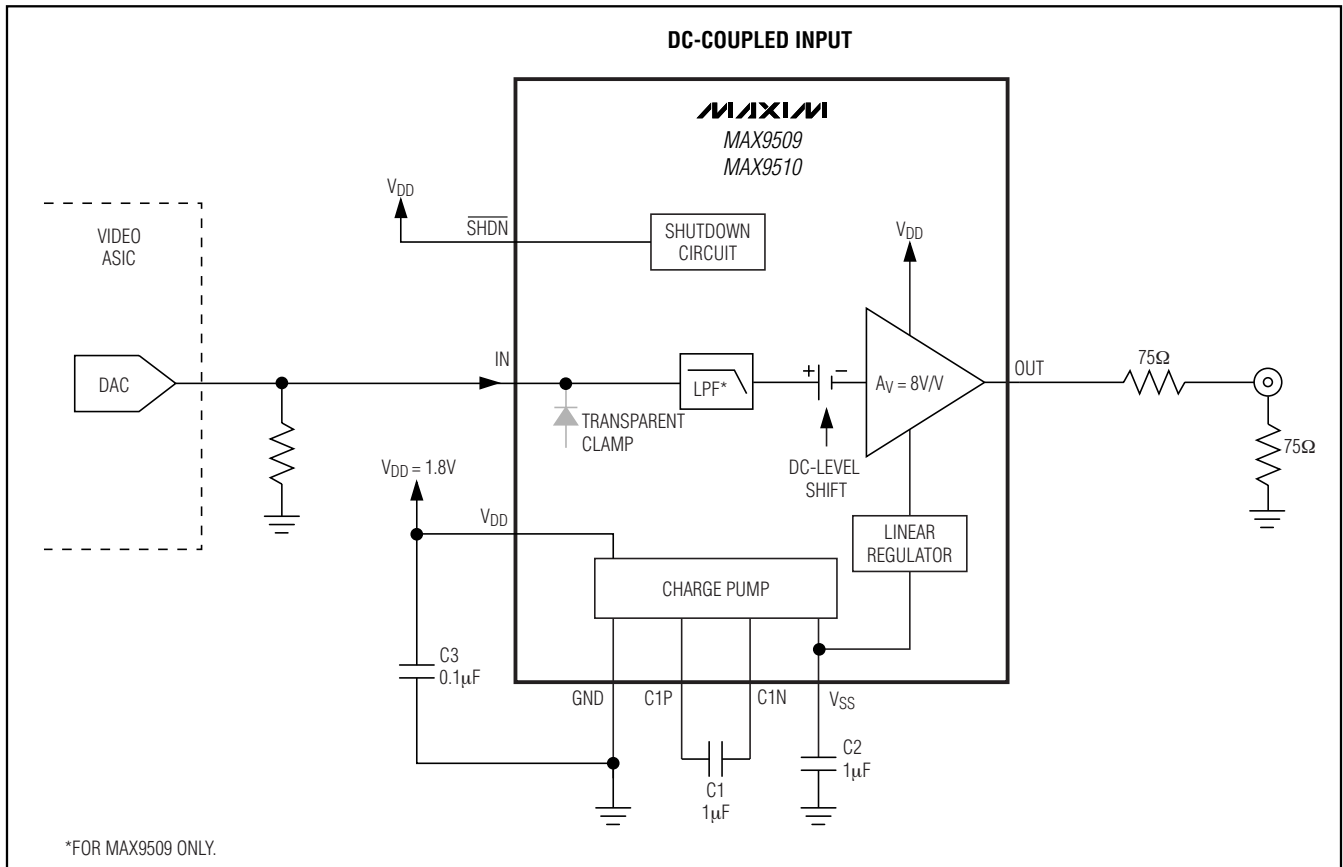 DC-COUPLED INPUT
MAXIM
MAX9509
MAX9510
VDD
SHDN
SHUTDOWN
CIRCUIT
VDD
VIDEO
ASIC
DAC
IN
LPF*
+ −
AV = 8V/V
OUT
75Ω
TRANSPARENT
CLAMP
DC-LEVEL
SHIFT
75Ω
VDD = 1.8V
VDD
LINEAR
REGULATOR
CHARGE PUMP
C3
0.1μF
GND
C1P
C1N
VSS
C2
1μF
C1
1μF
*FOR MAX9509 ONLY.